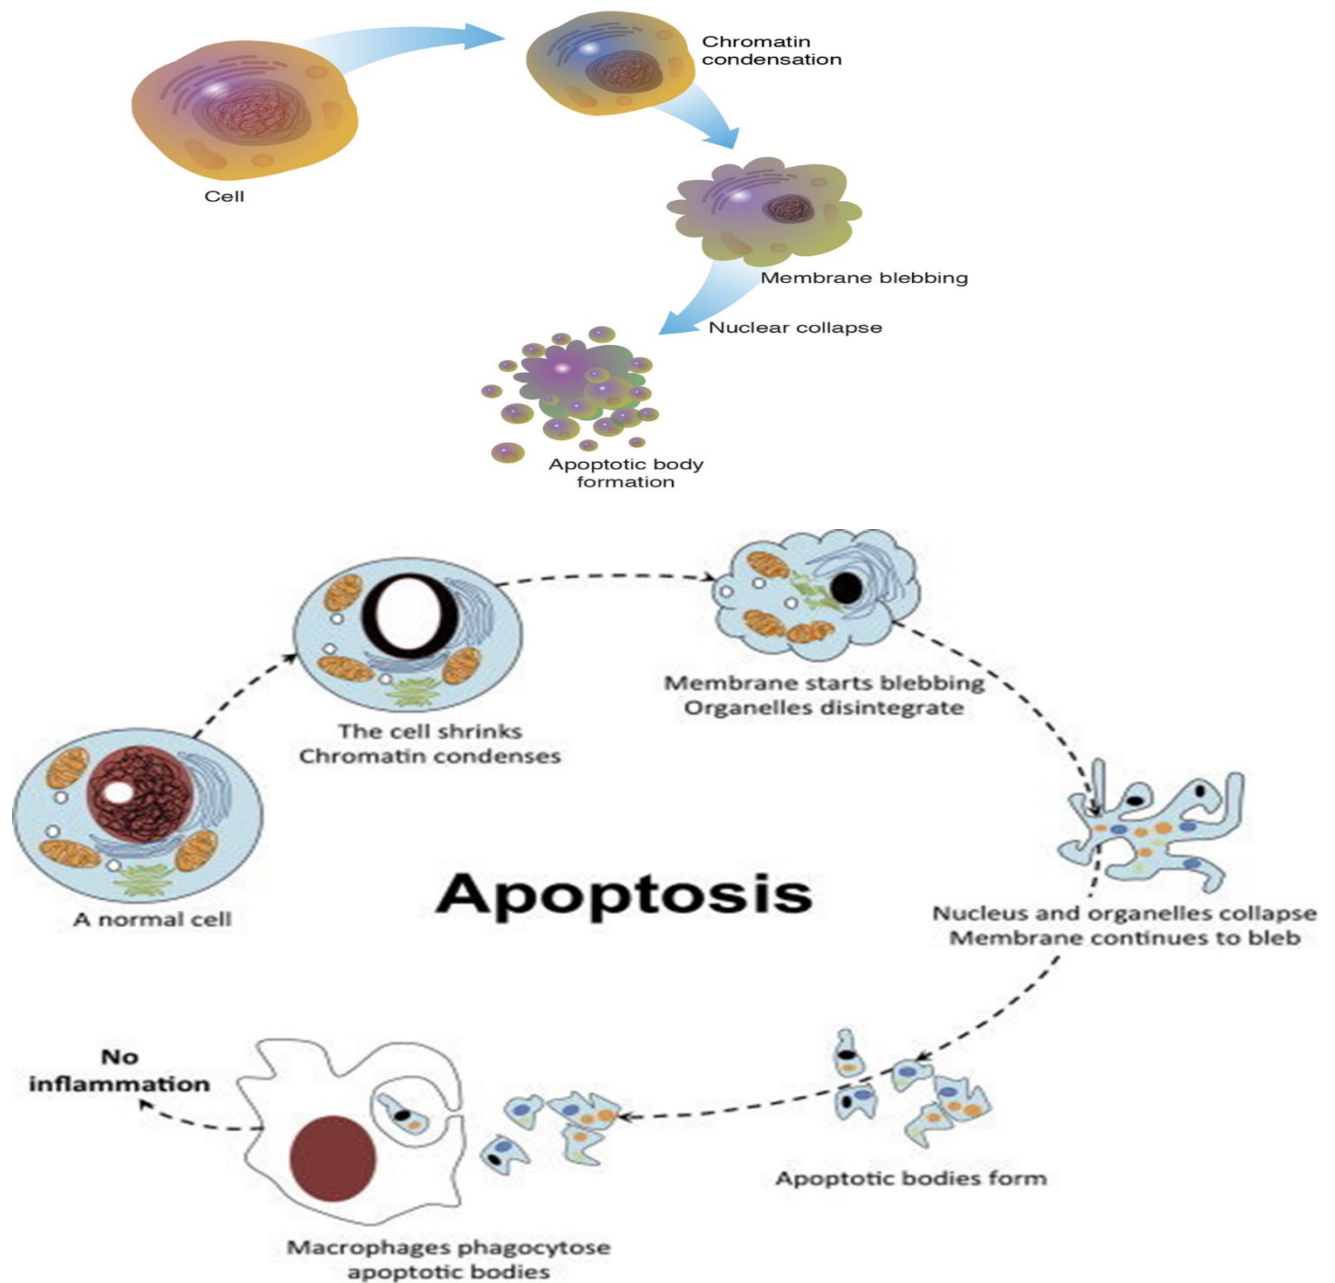 Chromatin
condensation
Cell
Membrane blebbing
Nuclear collapse
Apoptotic body
formation
The cell shrinks
Chromatin condenses
Membrane starts blebbing
Organelles disintegrate
A normal cell
Apoptosis
Nucleus and organelles collapse
Membrane continues to bleb
No
inflammation
Apoptotic bodies form
Macrophages phagocytose
apoptotic bodies